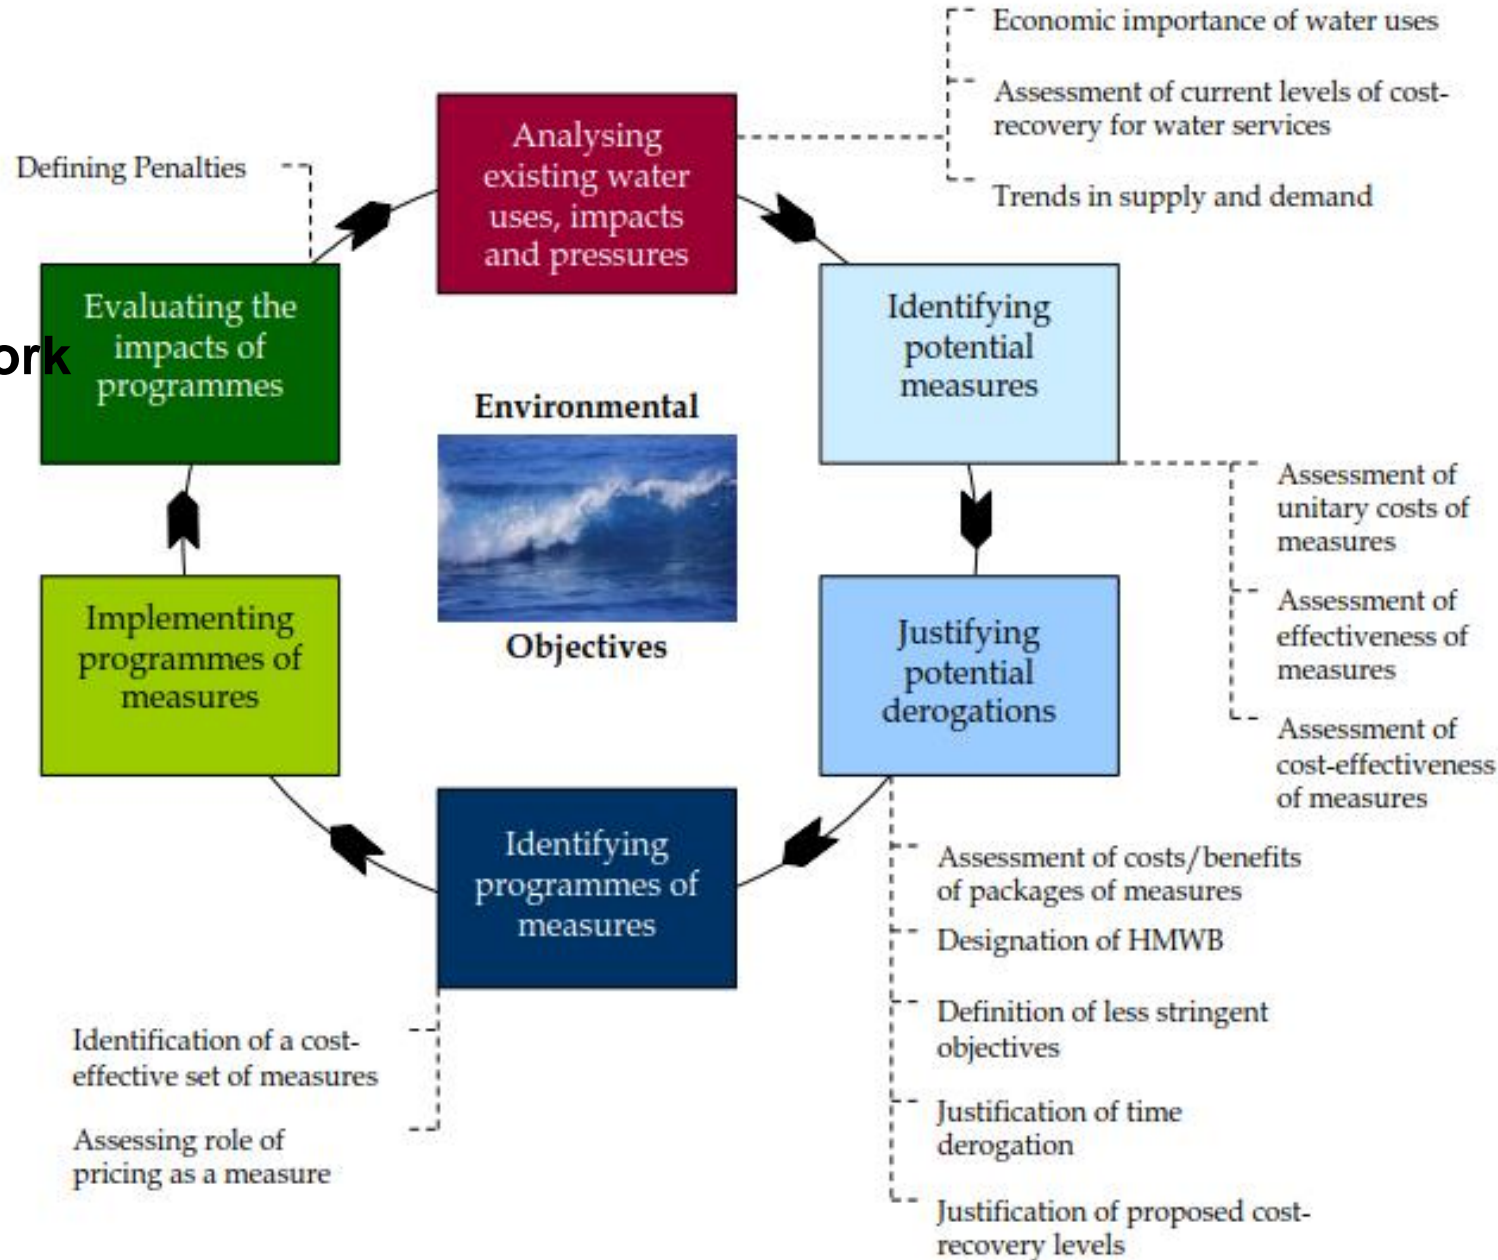 Economic importance of water uses
Assessment of current levels of cost-
recovery for water services
Trends in supply and demand
Analysing
existing water
uses, impacts
and pressures
Defining Penalties
Evaluating the
impacts of
programmes
Identifying
potential
measures
Environmental
Objectives
Assessment of
unitary costs of
measures
Assessment of
effectiveness of
measures
Assessment of
cost-effectiveness
of measures
Implementing
programmes of
measures
Justifying
potential
derogations
Identifying
programmes of
measures
Assessment of costs/benefits
of packages of measures
Designation of HMWB
Definition of less stringent
objectives
Justification of time
derogation
Justification of proposed cost-
recovery levels
Identification of a cost-
effective set of measures
Assessing role of
pricing as a measure